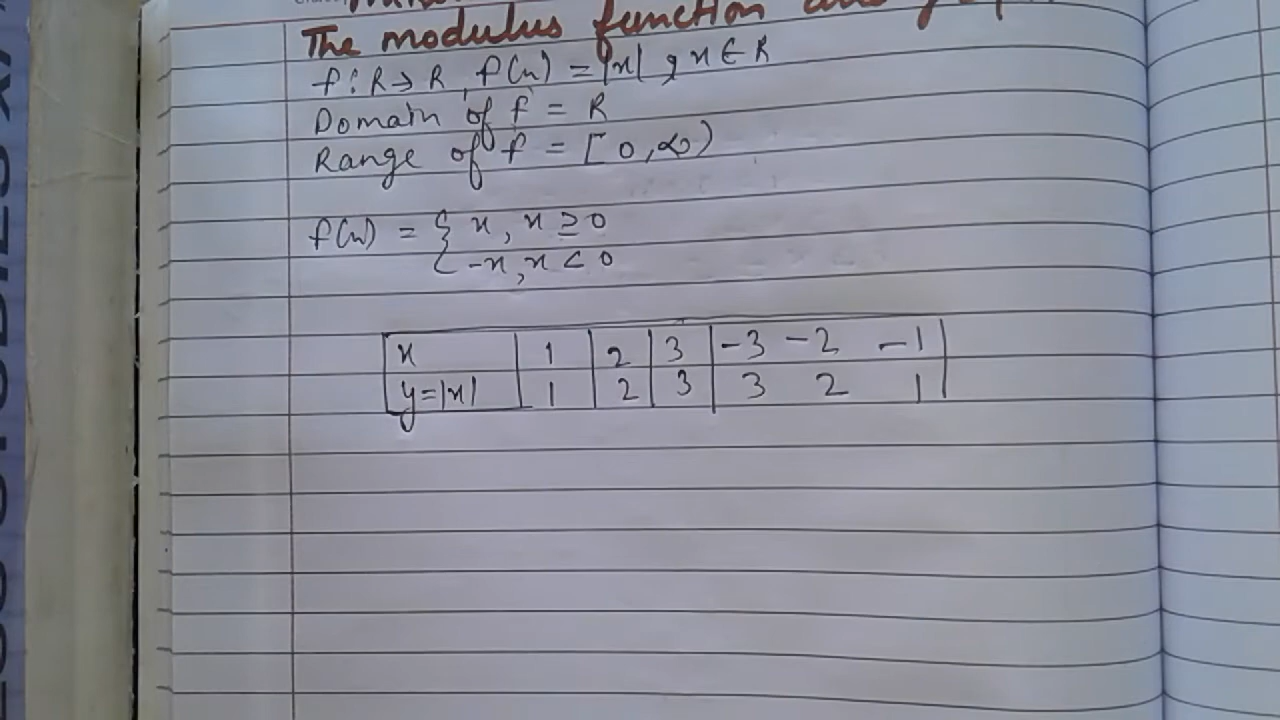 The modulus function and
f : R → R, f(x) = |x| , x ∈ R
Domain of f = R
Range of f = [0, ∞)
f(x) = { x, x ≥ 0
-x, x < 0
x 1 2 3 -3 -2 -1
y=|x| 1 2 3 3 2 1